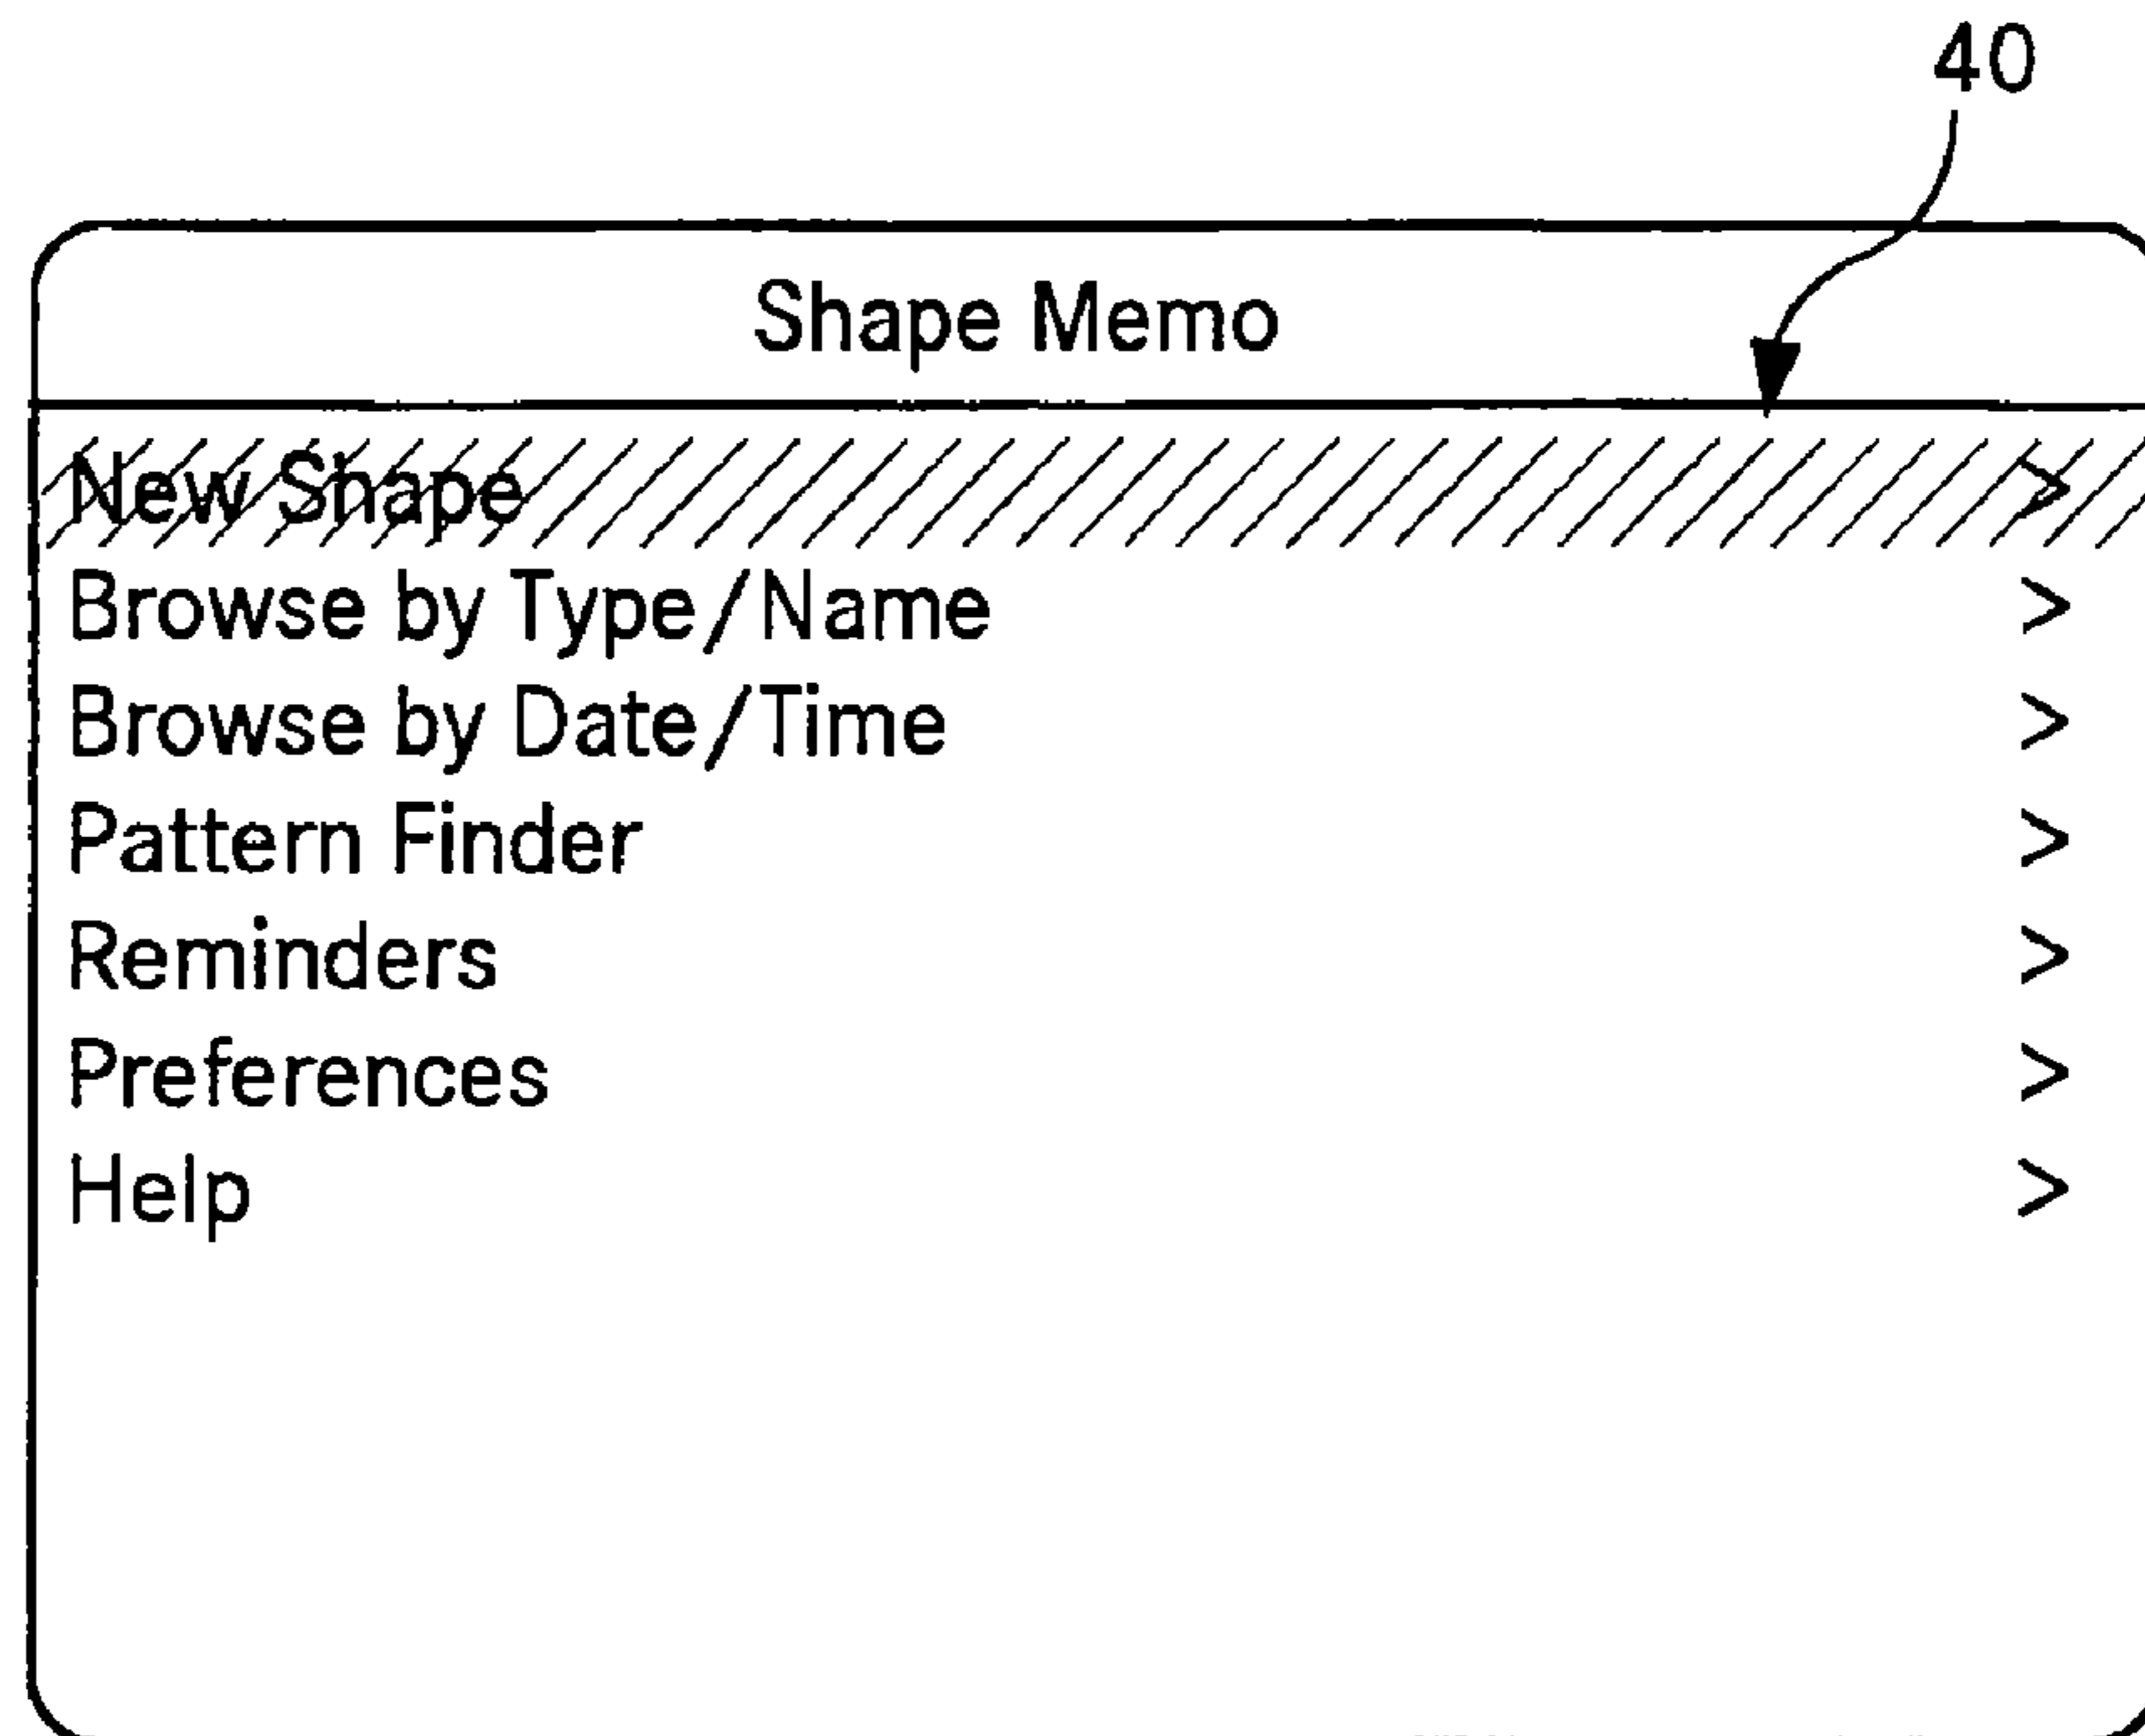 40
Shape Memo
New Shape >
Browse by Type/Name >
Browse by Date/Time >
Pattern Finder >
Reminders >
Preferences >
Help >